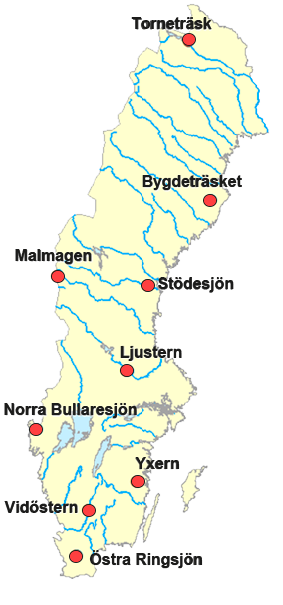 Torneträsk
Bygdeträsket
Malmagen
Stödesjön
Ljustern
Norra Bullaresjön
Yxern
Vidöstern
Östra Ringsjön